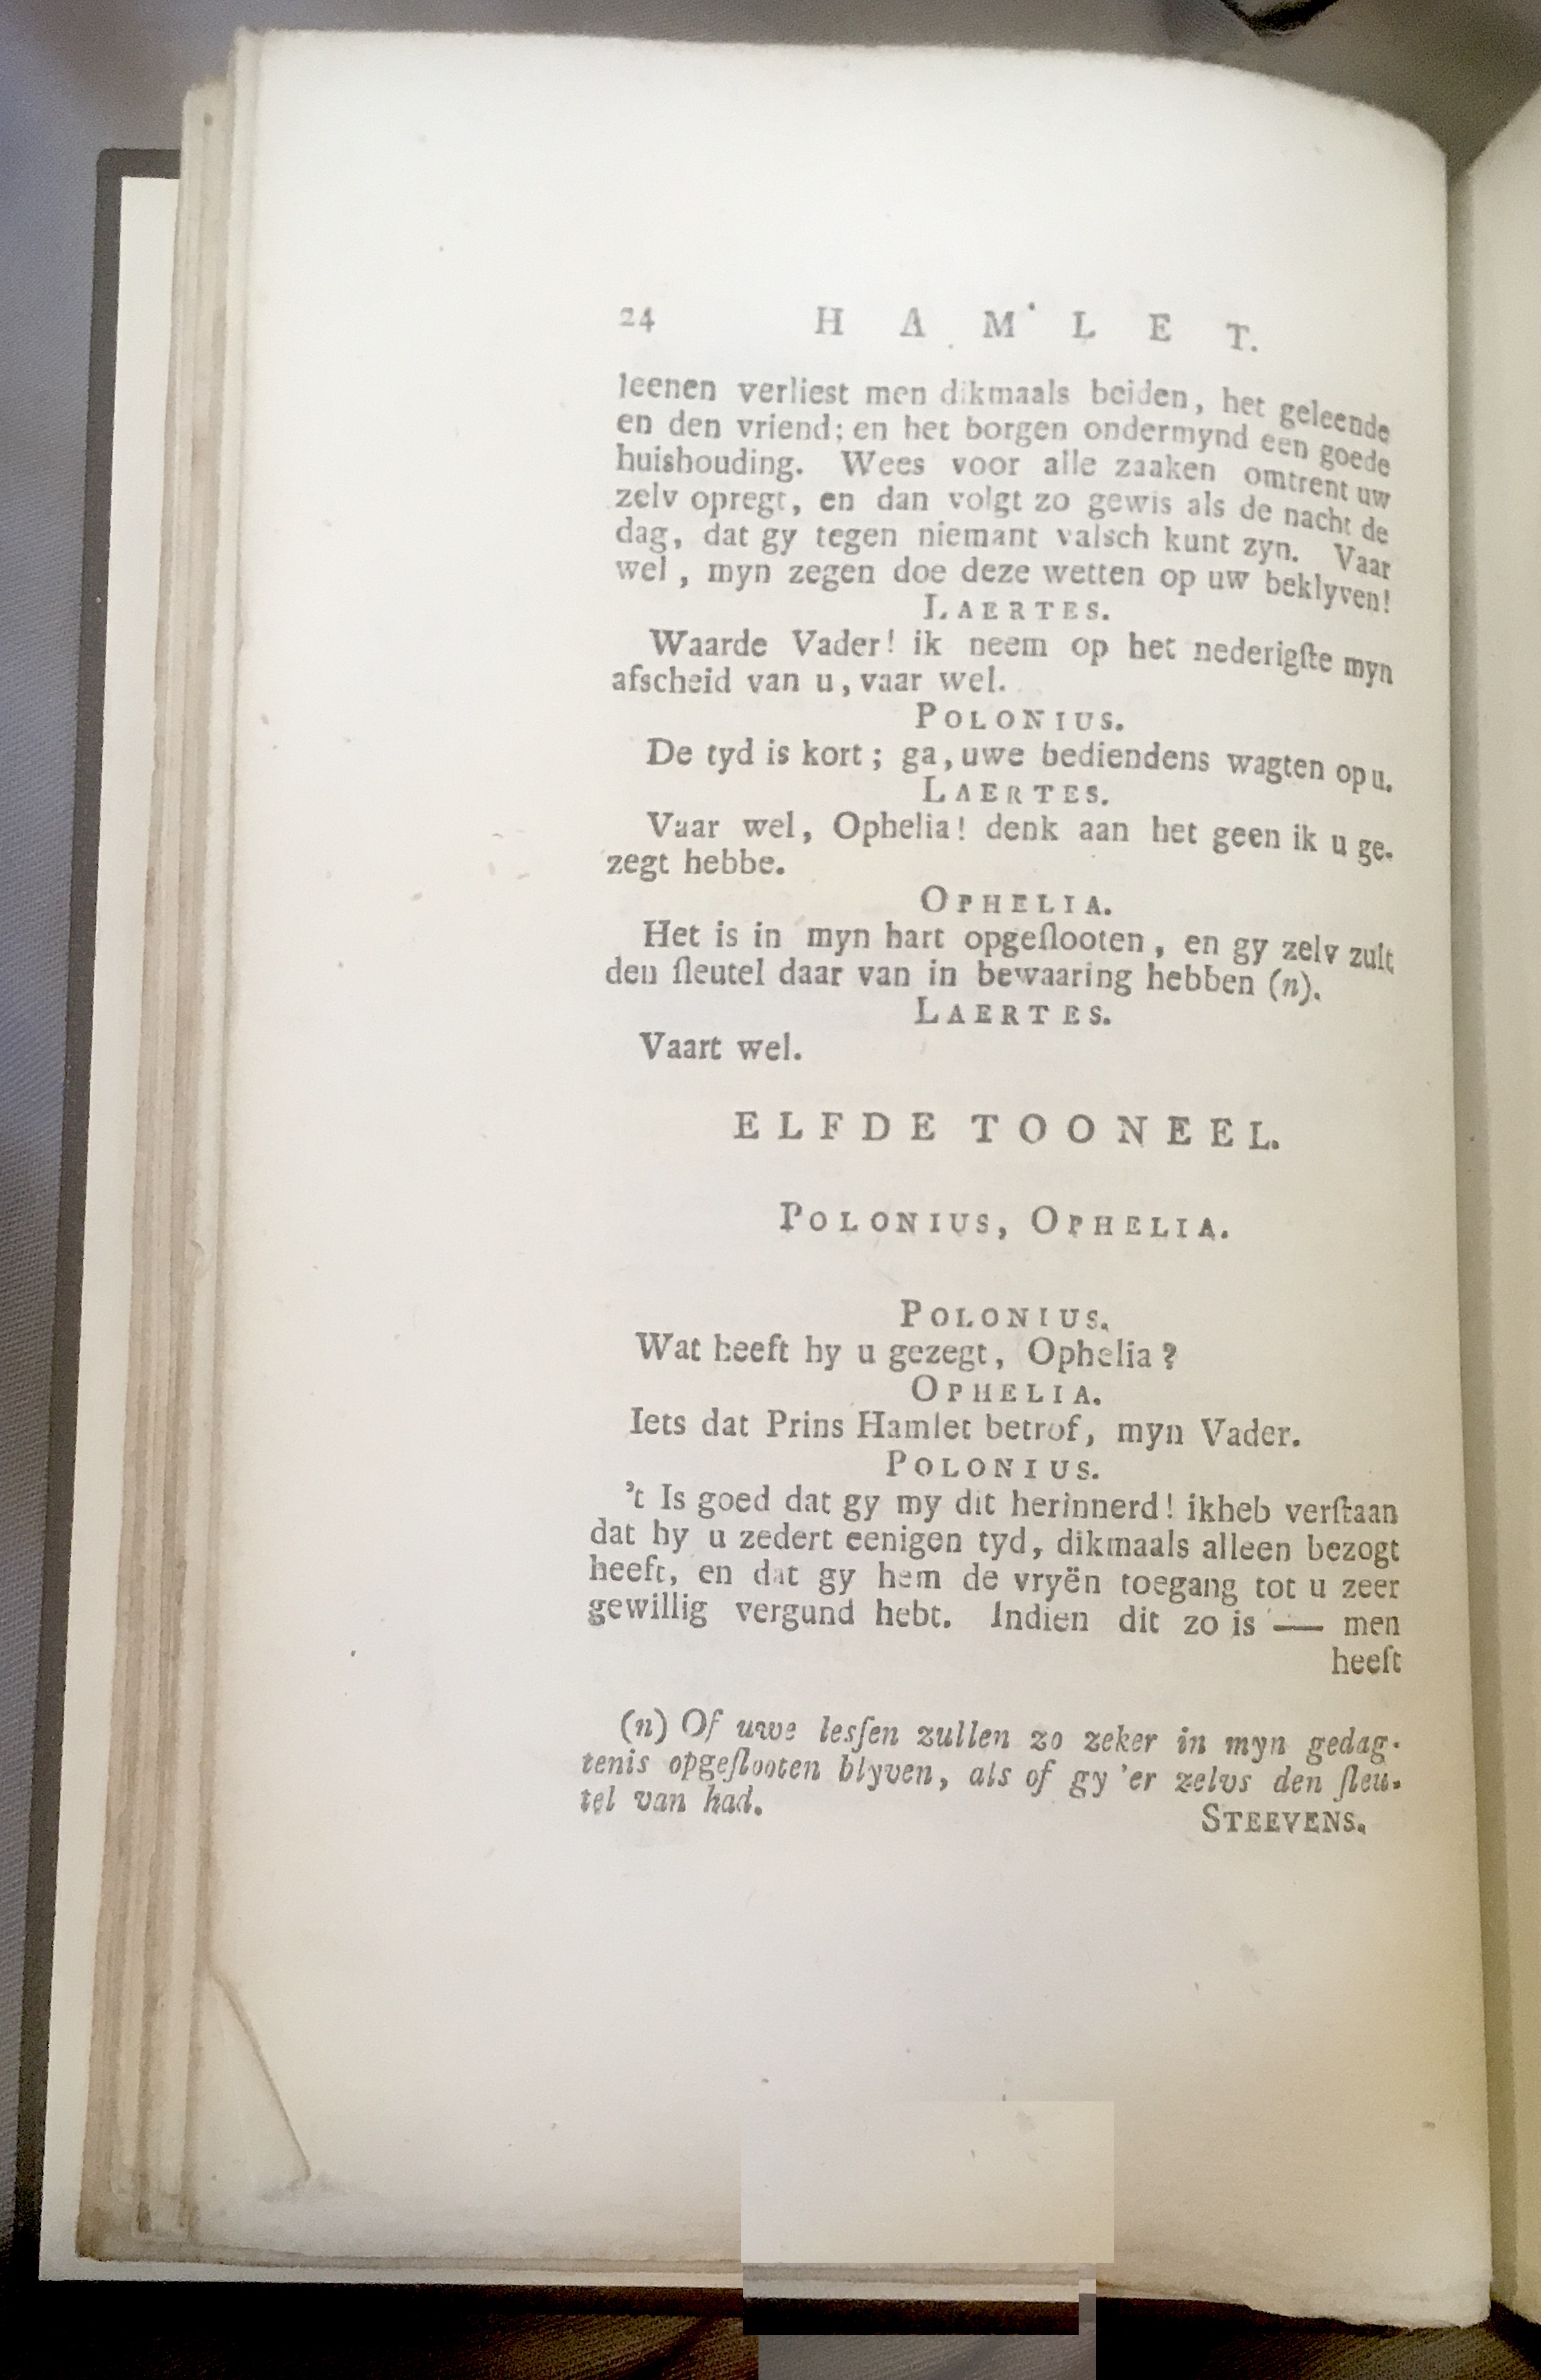 24 HAMLET.
leenen verliest men dikmaals beiden, het geleende
en den vriend; en het borgen ondermynd een goede
huishouding. Wees voor alle zaaken omtrent uw
zelv opregt, en dan volgt zo gewis als de nacht de
dag, dat gy tegen niemant valsch kunt zyn. Vaar
wel, myn zegen doe deze wetten op uw beklyven!
LAERTES.
Waarde Vader! ik neem op het nederigſte myn
afscheid van u, vaar wel.
POLONIUS.
De tyd is kort; ga, uwe bediendens wagten op u.
LAERTES.
Vaar wel, Ophelia! denk aan het geen ik u ge-
zegt hebbe.
OPHELIA.
Het is in myn hart opgeſlooten, en gy zelv zult
den ſleutel daar van in bewaaring hebben (n).
LAERTES.
Vaart wel.
ELFDE TOONEEL.
POLONIUS, OPHELIA.
POLONIUS.
Wat heeft hy u gezegt, Ophelia?
OPHELIA.
Iets dat Prins Hamlet betrof, myn Vader.
POLONIUS.
't Is goed dat gy my dit herinnerd! ik heb verſtaan
dat hy u zedert eenigen tyd, dikmaals alleen bezogt
heeft, en dat gy hem de vryën toegang tot u zeer
gewillig vergund hebt. Indien dit zo is — men
heeft
(n) Of uwe lesſen zullen zo zeker in myn gedag-
tenis opgeſlooten blyven, als of gy 'er zelvs den ſleu-
tel van had.
STEEVENS.